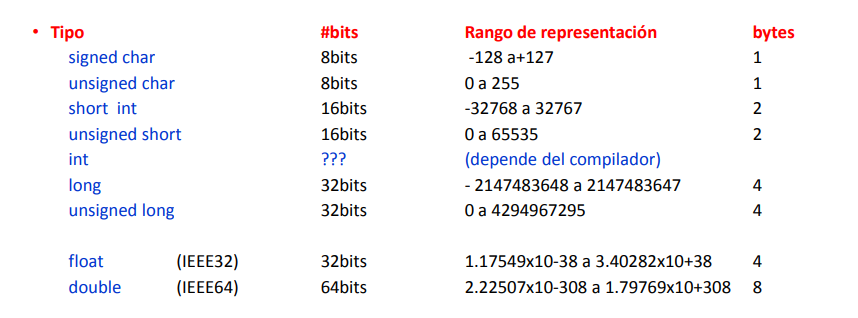 • Tipo #bits Rango de representación bytes
signed char 8bits -128 a+127 1
unsigned char 8bits 0 a 255 1
short int 16bits -32768 a 32767 2
unsigned short 16bits 0 a 65535 2
int ??? (depende del compilador)
long 32bits - 2147483648 a 2147483647 4
unsigned long 32bits 0 a 4294967295 4
float (IEEE32) 32bits 1.17549x10-38 a 3.40282x10+38 4
double (IEEE64) 64bits 2.22507x10-308 a 1.79769x10+308 8